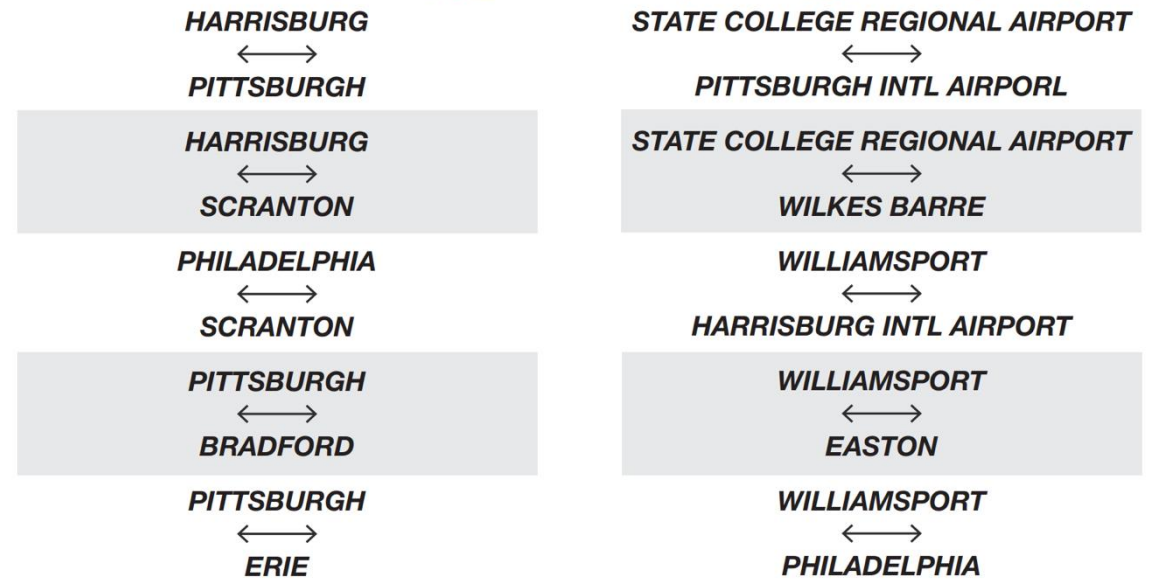 HARRISBURG
PITTSBURGH
HARRISBURG
SCRANTON
PHILADELPHIA
SCRANTON
PITTSBURGH
BRADFORD
PITTSBURGH
ERIE
STATE COLLEGE REGIONAL AIRPORT
PITTSBURGH INTL AIRPORL
STATE COLLEGE REGIONAL AIRPORT
WILKES BARRE
WILLIAMSPORT
HARRISBURG INTL AIRPORT
WILLIAMSPORT
EASTON
WILLIAMSPORT
PHILADELPHIA